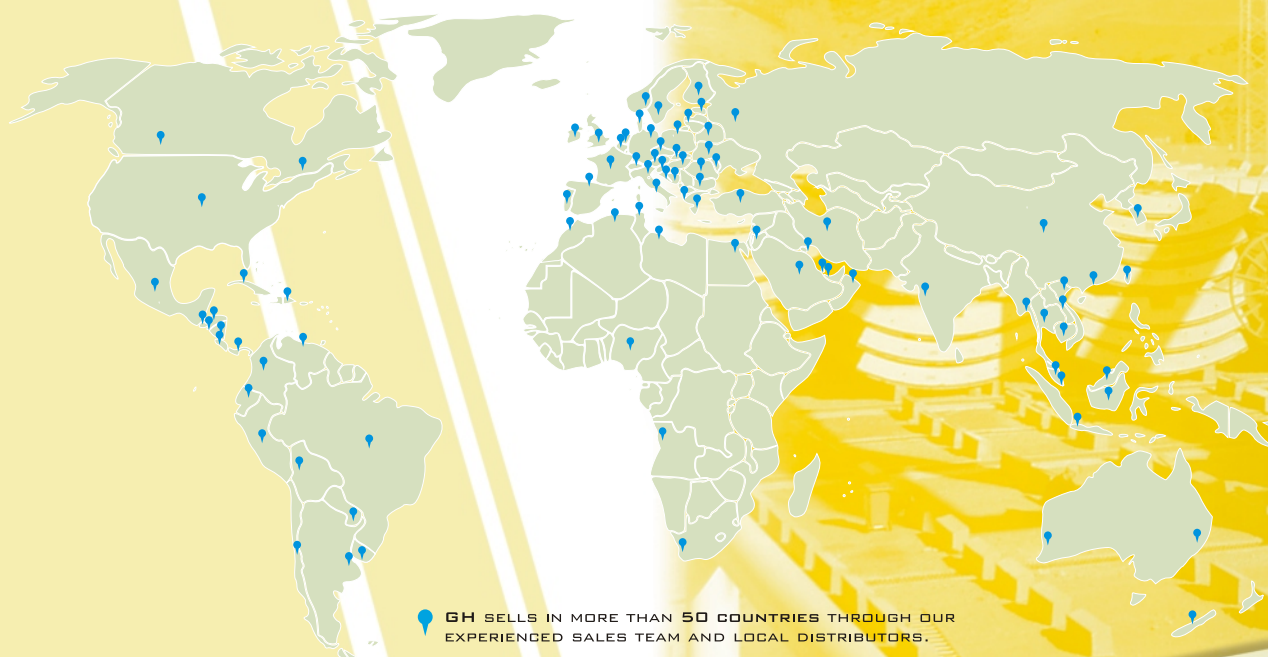 GH SELLS IN MORE THAN 50 COUNTRIES THROUGH OUR
EXPERIENCED SALES TEAM AND LOCAL DISTRIBUTORS.